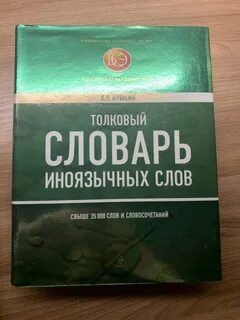 Л.П. КРЫСИН
ТОЛКОВЫЙ
СЛОВАРЬ
ИНОЯЗЫЧНЫХ СЛОВ
СВЫШЕ 25 000 СЛОВ И СЛОВОСОЧЕТАНИЙ